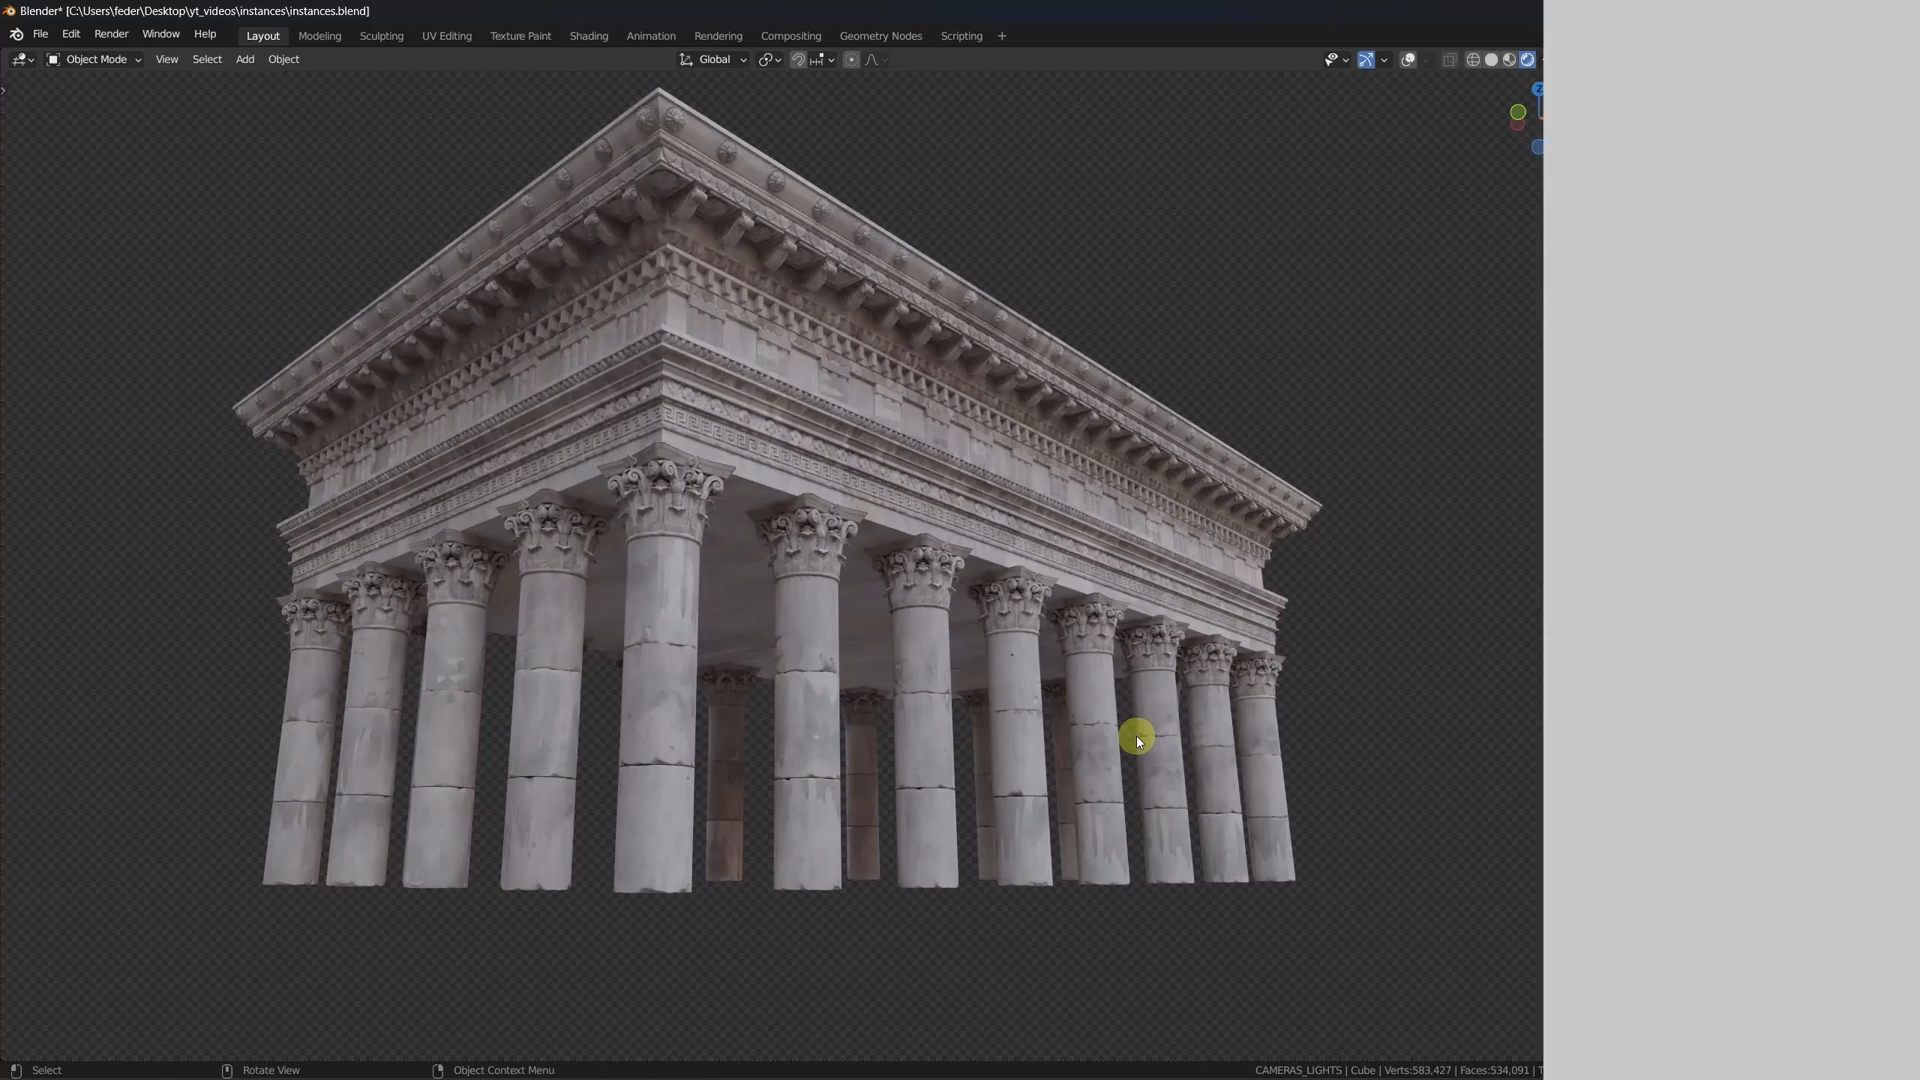 Blender* [C:\Users\feder\Desktop\yt_videos\instances\instances.blend]
File Edit Render Window Help Layout Modeling Sculpting UV Editing Texture Paint Shading Animation Rendering Compositing Geometry Nodes Scripting +
Object Mode View Select Add Object Global
Z
Select Rotate View Object Context Menu CAMERAS_LIGHTS | Cube | Verts:583,427 | Faces:534,091 | T